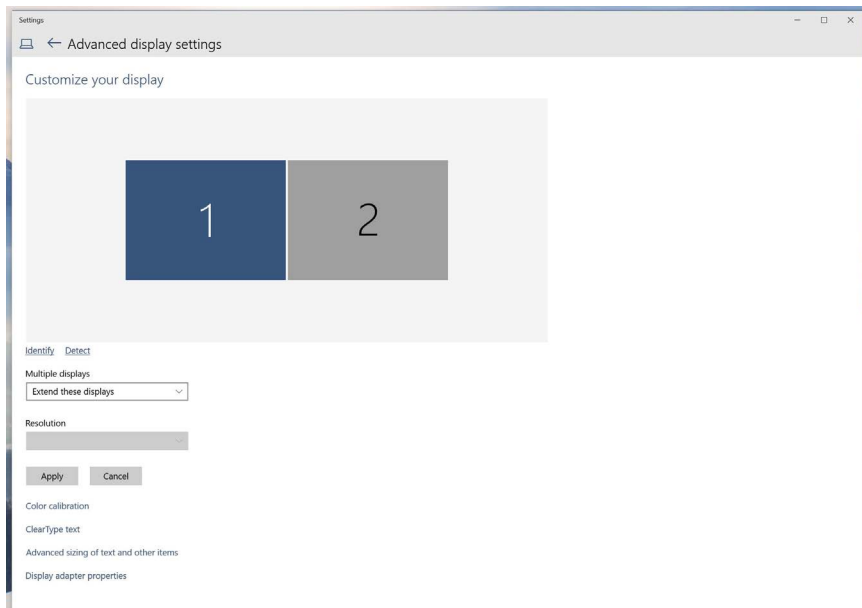 Settings
Advanced display settings
Customize your display
1 2
Identify Detect
Multiple displays
Extend these displays
Resolution
Apply Cancel
Color calibration
ClearType text
Advanced sizing of text and other items
Display adapter properties